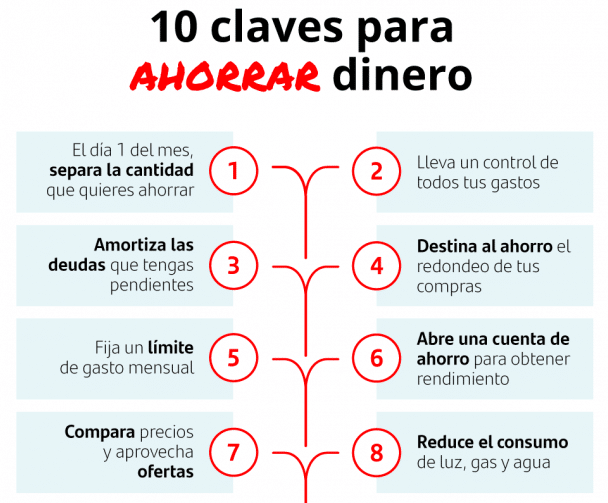 10 claves para
AHORRAR dinero
El día 1 del mes,
separa la cantidad
que quieres ahorrar
1
2
Lleva un control de
todos tus gastos
Amortiza las
deudas que tengas
pendientes
3
4
Destina al ahorro el
redondeo de tus
compras
Fija un límite
de gasto mensual
5
6
Abre una cuenta de
ahorro para obtener
rendimiento
Compara precios
y aprovecha
ofertas
7
8
Reduce el consumo
de luz, gas y agua